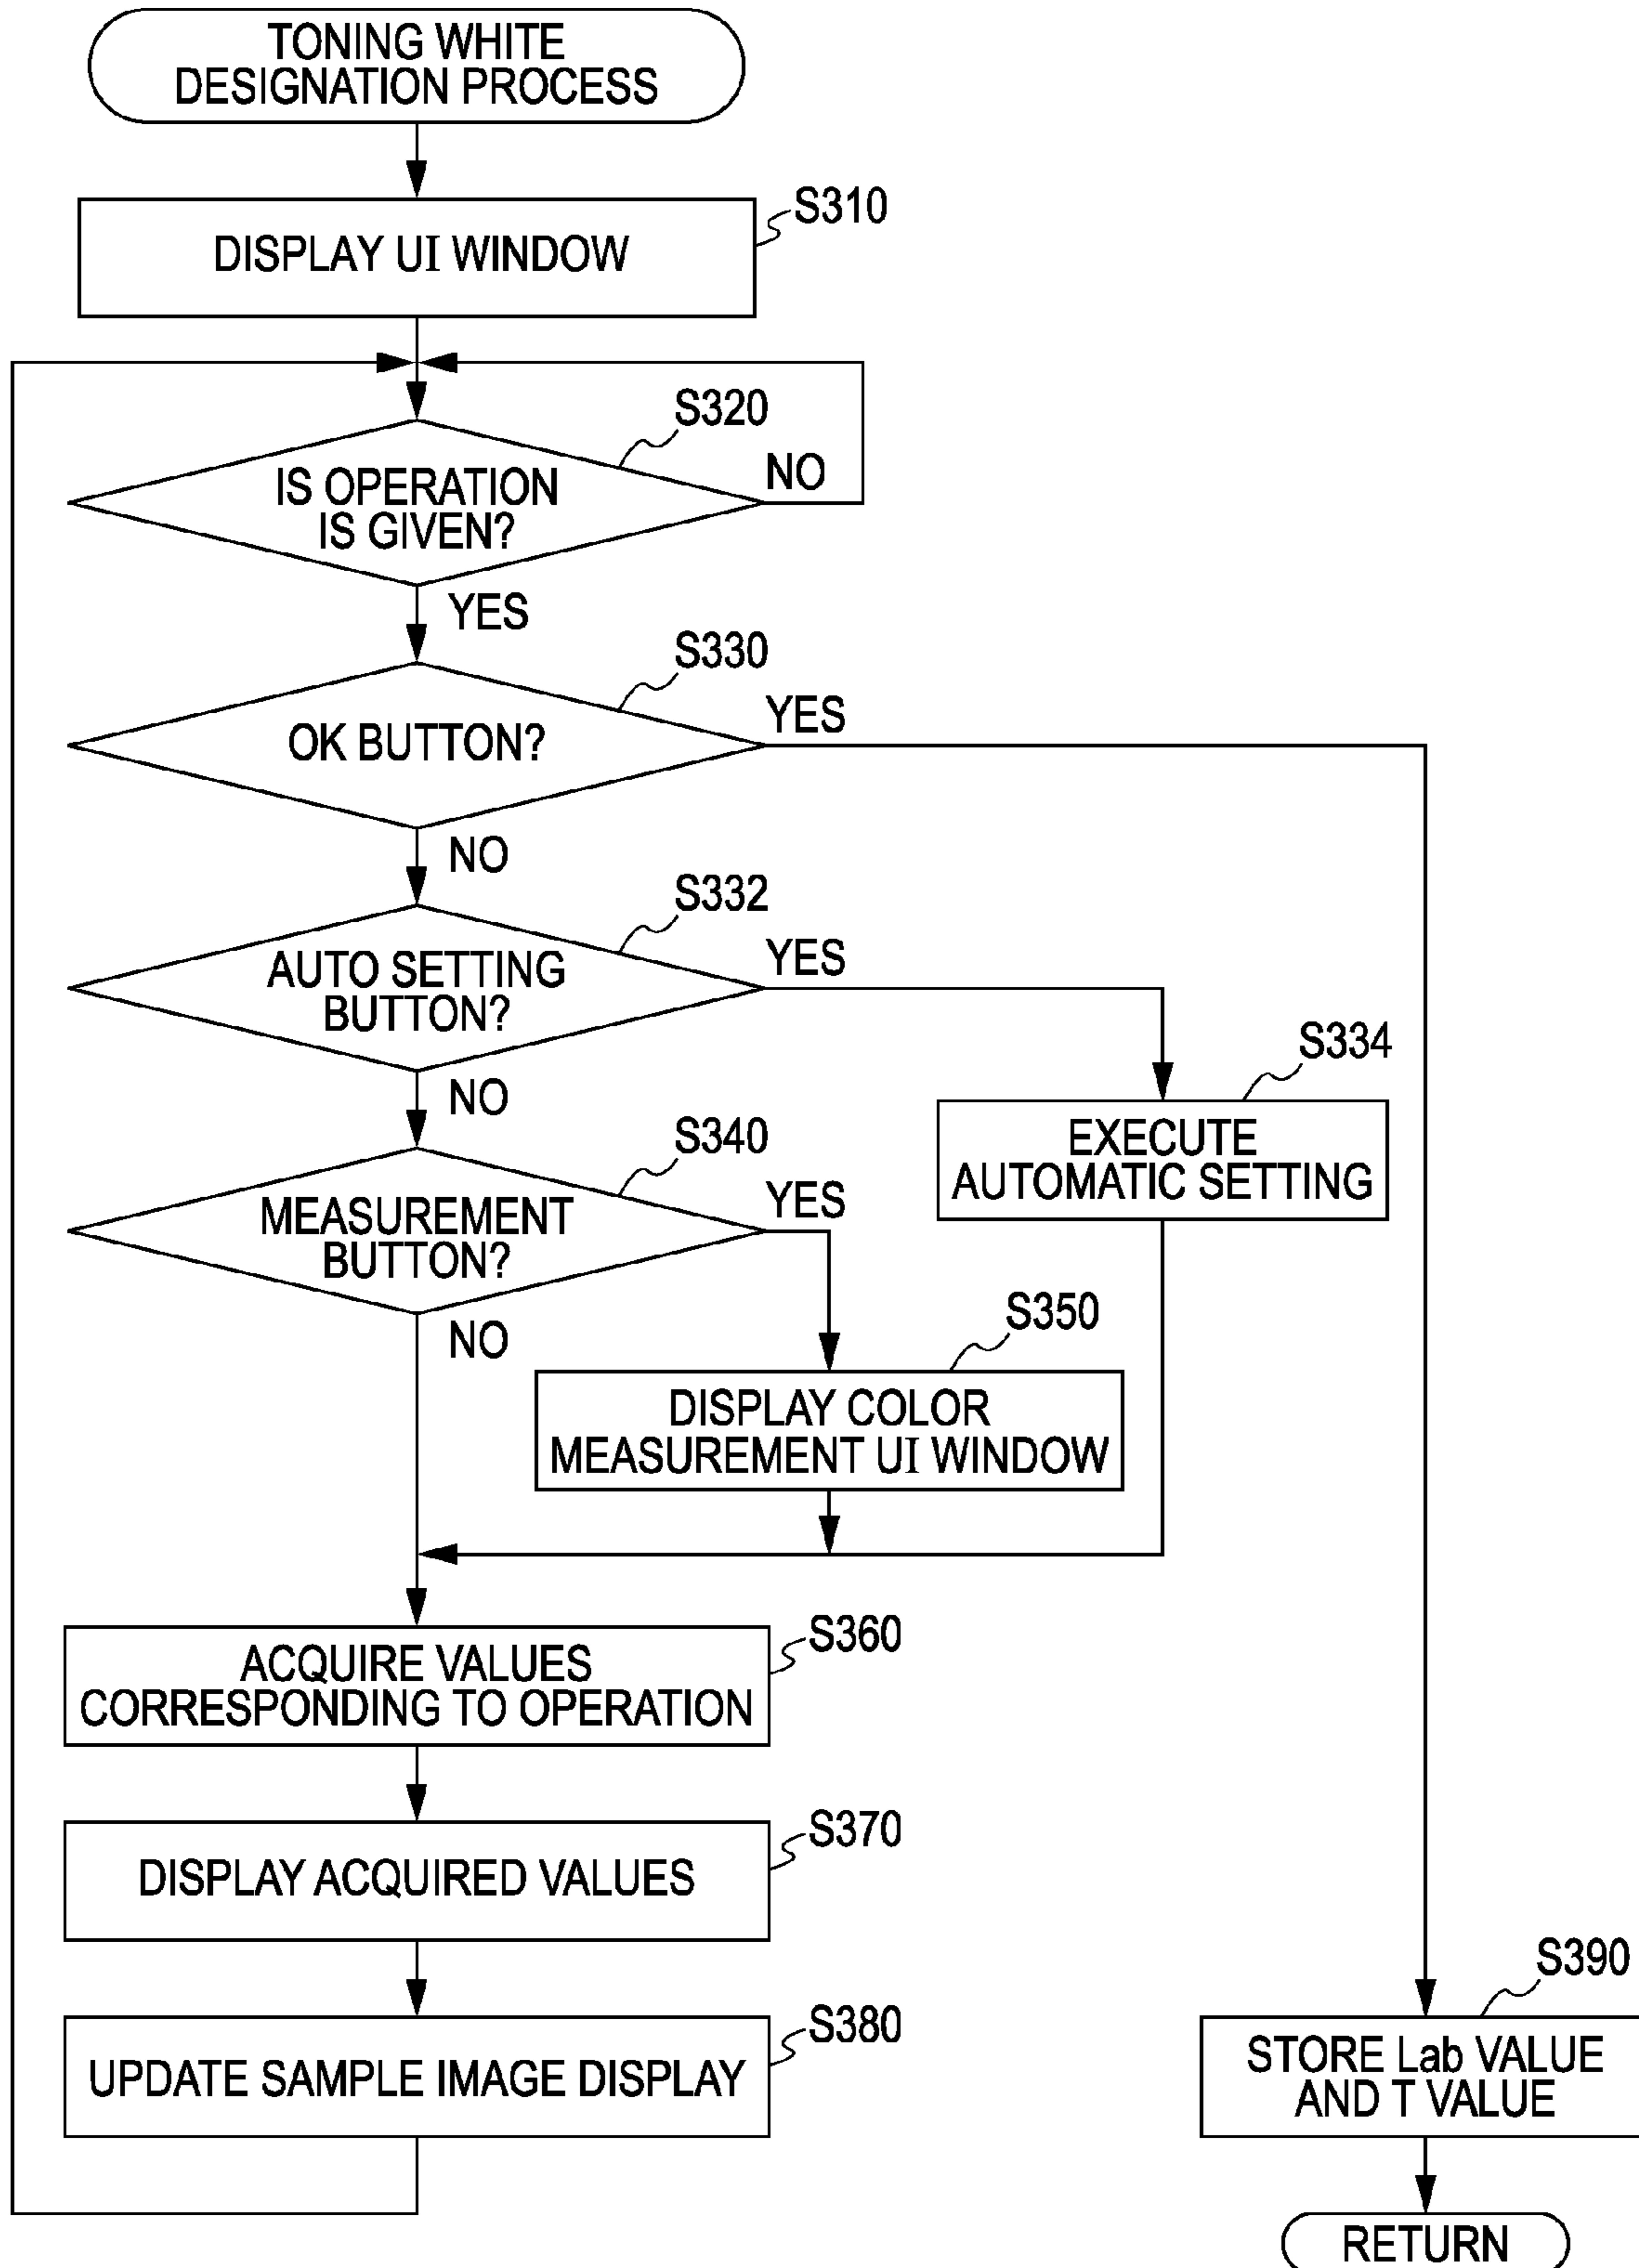 TONING WHITE
DESIGNATION PROCESS
S310
DISPLAY UI WINDOW
S320
IS OPERATION
IS GIVEN?
NO
YES
S330
OK BUTTON?
YES
NO
S332
AUTO SETTING
BUTTON?
YES
NO
S334
EXECUTE
AUTOMATIC SETTING
S340
MEASUREMENT
BUTTON?
YES
NO
S350
DISPLAY COLOR
MEASUREMENT UI WINDOW
S360
ACQUIRE VALUES
CORRESPONDING TO OPERATION
S370
DISPLAY ACQUIRED VALUES
S380
UPDATE SAMPLE IMAGE DISPLAY
S390
STORE Lab VALUE
AND T VALUE
RETURN